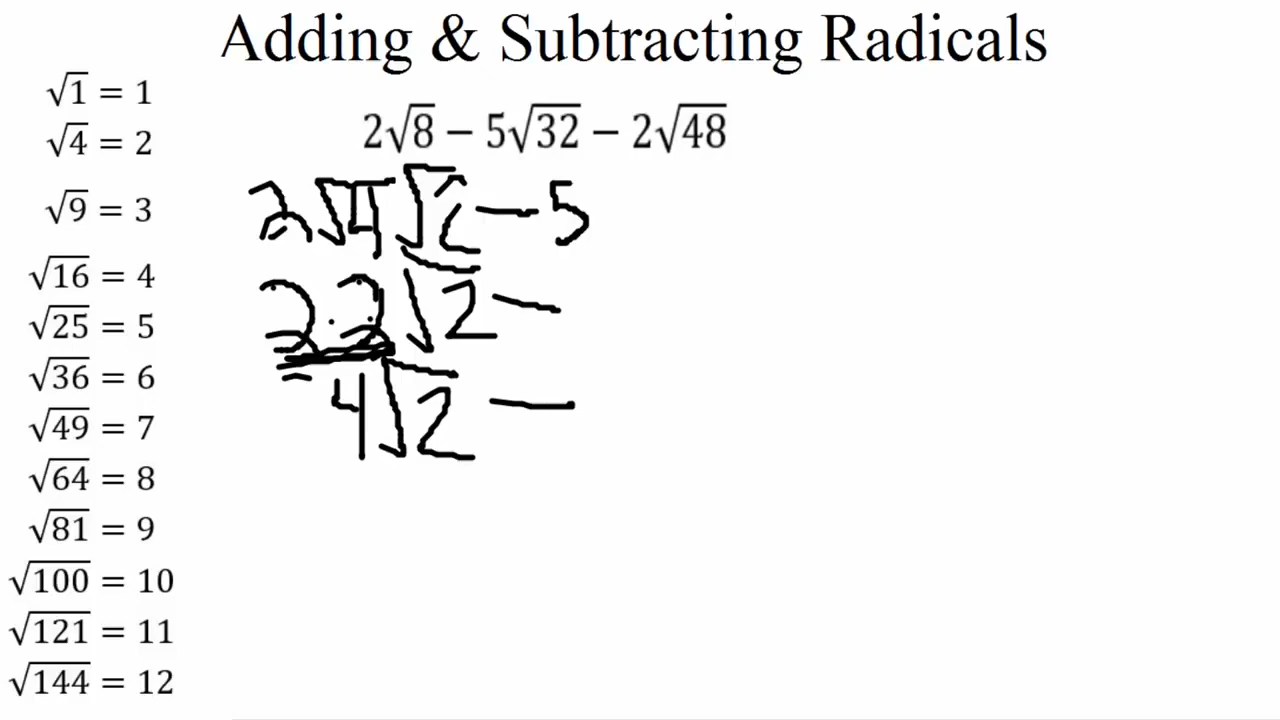 Adding & Subtracting Radicals
√1 = 1
√4 = 2
√9 = 3
√16 = 4
√25 = 5
√36 = 6
√49 = 7
√64 = 8
√81 = 9
√100 = 10
√121 = 11
√144 = 12
2√8 − 5√32 − 2√48
2√4√2 − 5
2·2√2 −
4√2 −